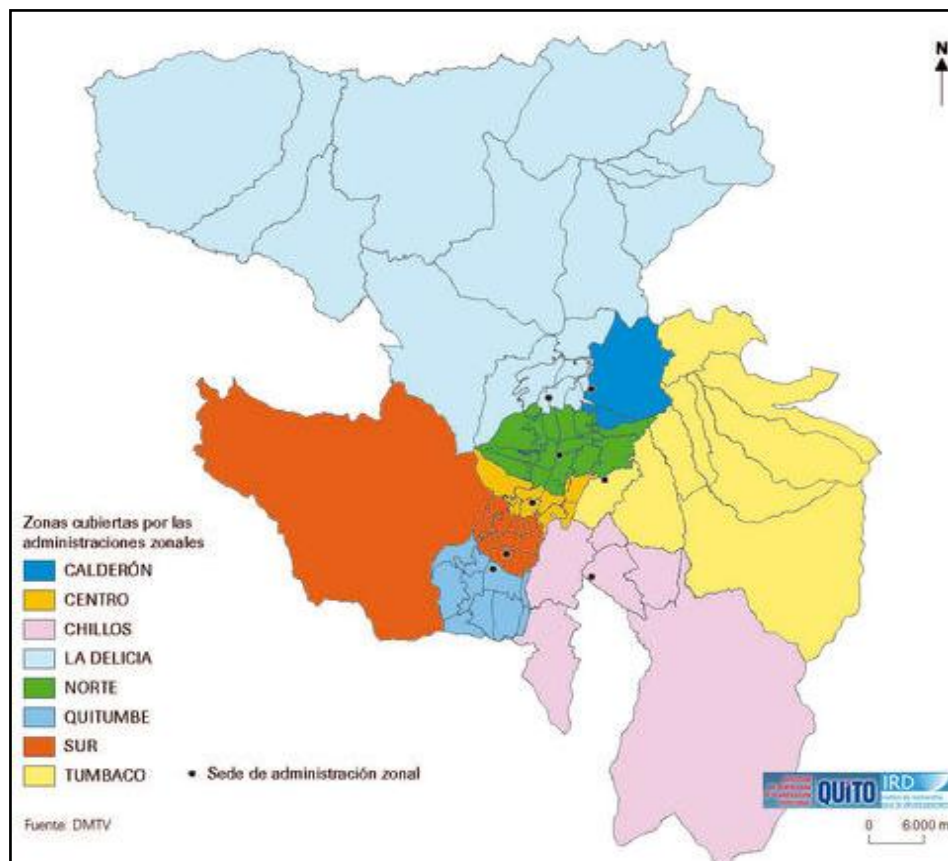 N
Zonas cubiertas por las
administraciones zonales
CALDERÓN
CENTRO
CHILLOS
LA DELICIA
NORTE
QUITUMBE
SUR
TUMBACO
Sede de administración zonal
Fuente: DMTV
QUITO
IRD
0 6.000 m